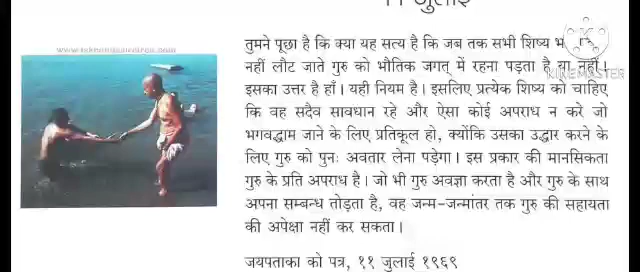 ११ जुलाई
तुमने पूछा है कि क्या यह सत्य है कि जब तक सभी शिष्य
नहीं लौट जाते गुरु को भौतिक जगत् में रहना पड़ता है या नहीं।
इसका उत्तर है हाँ। यही नियम है। इसलिए प्रत्येक शिष्य को चाहिए
कि वह सदैव सावधान रहे और ऐसा कोई अपराध न करे जो
भगवद्धाम जाने के लिए प्रतिकूल हो, क्योंकि उसका उद्धार करने के
लिए गुरु को पुनः अवतार लेना पड़ेगा। इस प्रकार की मानसिकता
गुरु के प्रति अपराध है। जो भी गुरु अवज्ञा करता है और गुरु के साथ
अपना सम्बन्ध तोड़ता है, वह जन्म-जन्मांतर तक गुरु की सहायता
की अपेक्षा नहीं कर सकता।
जयपताका को पत्र, ११ जुलाई १९६९
KINEMASTER